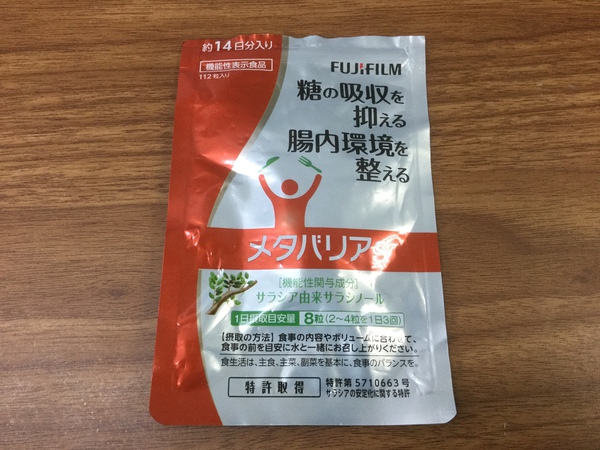 約14日分入り
機能性表示食品
112粒入り
FUJIFILM
糖の吸収を
抑える
腸内環境を
整える
メタバリア
[機能性関与成分]
サラシア由来サラシノール
1日摂取目安量 8粒(2~4粒を1日3回)
【摂取の方法】食事の内容やボリュームに合わせて、
食事の前を目安に水と一緒にお召し上がりください。
食生活は、主食、主菜、副菜を基本に、食事のバランスを。
特許取得
特許第5710663号
サラシアの安定化に関する特許